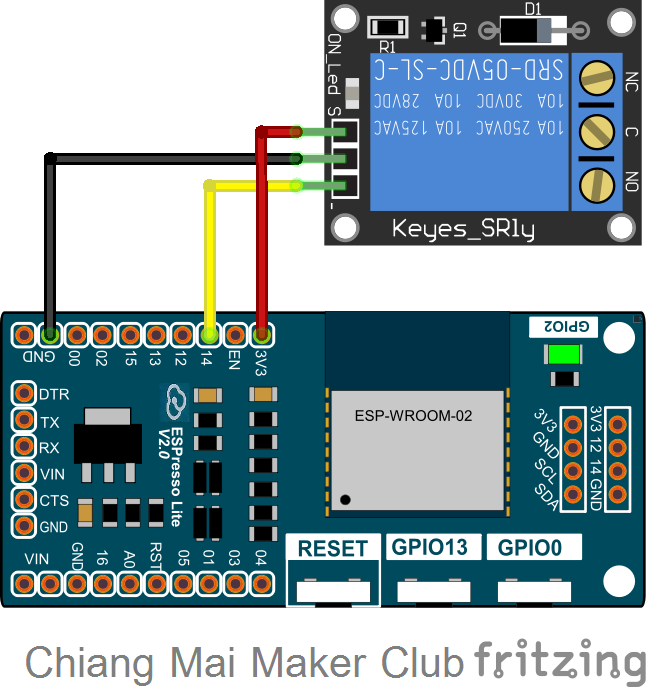 D1
Q1
R1
ON_Led
S
-
SRD-05VDC-SL-C
10A 30VDC 10A 28VDC
10A 250VAC 10A 125VAC
NC
C
NO
Keyes_SRly
GND
GND
00
02
15
13
12
14
EN
3V3
GPIO2
DTR
TX
RX
VIN
CTS
GND
ESPresso Lite
V2.0
ESP-WROOM-02
3V3
GND
SCL
SDA
3V3
12
14
GND
VIN
GND
16
A0
RST
05
01
03
04
RESET
GPIO13
GPIO0
Chiang Mai Maker Club fritzing